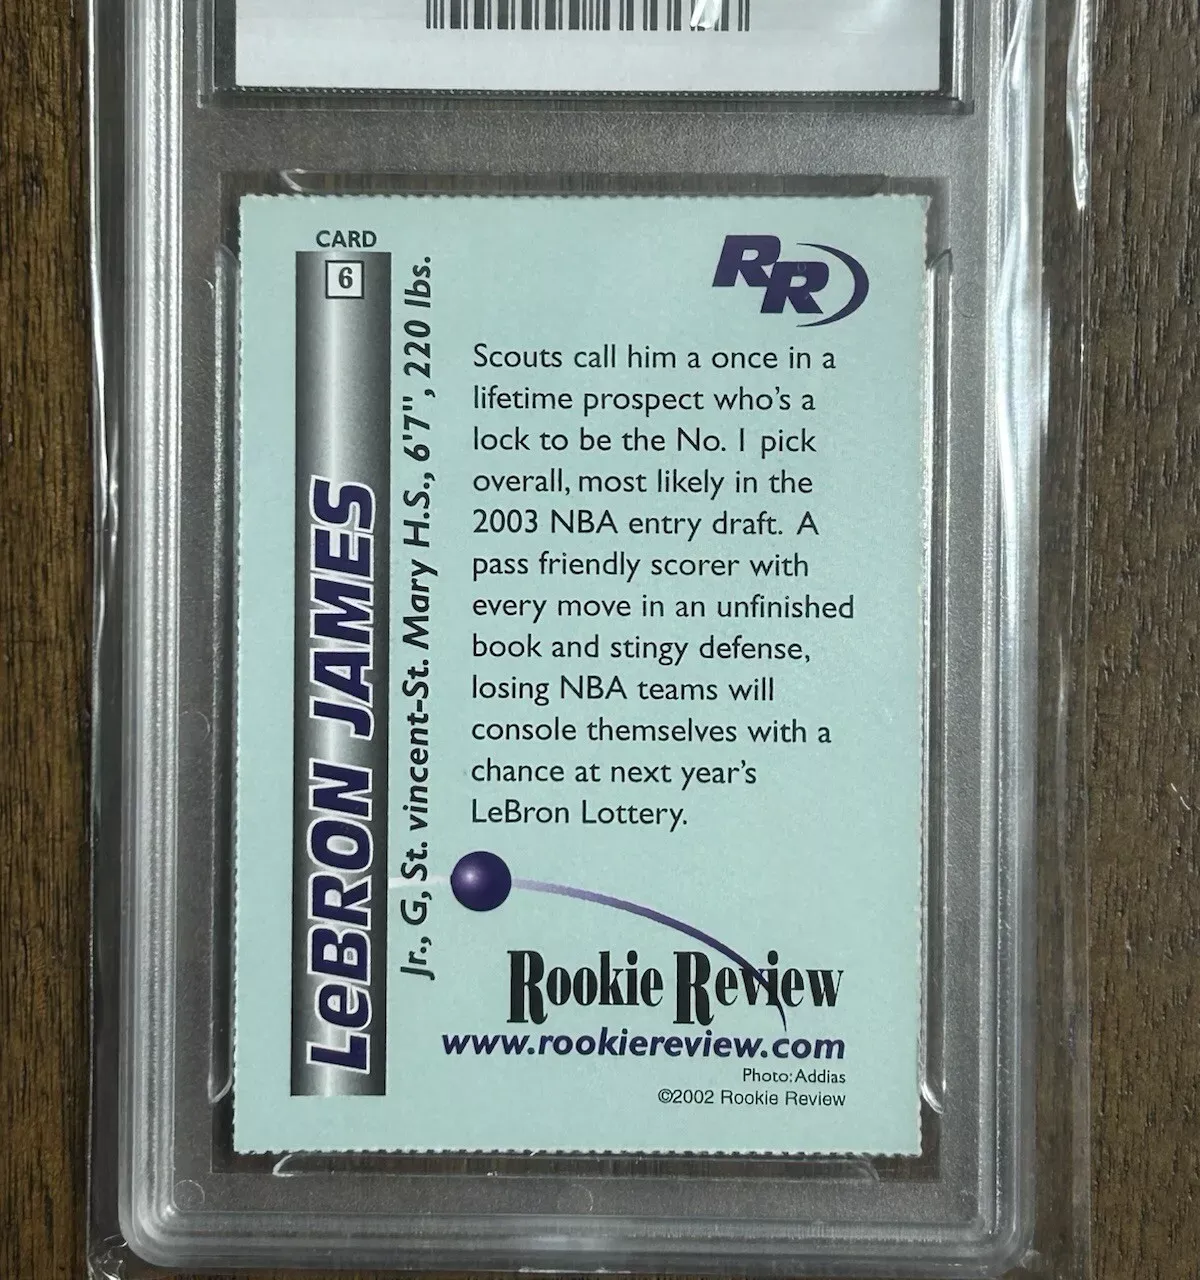 CARD
6
LeBRON JAMES
Jr., G, St. vincent-St. Mary H.S., 6'7", 220 lbs.
RR
Scouts call him a once in a
lifetime prospect who's a
lock to be the No. 1 pick
overall, most likely in the
2003 NBA entry draft. A
pass friendly scorer with
every move in an unfinished
book and stingy defense,
losing NBA teams will
console themselves with a
chance at next year's
LeBron Lottery.
Rookie Review
www.rookiereview.com
Photo: Addias
©2002 Rookie Review